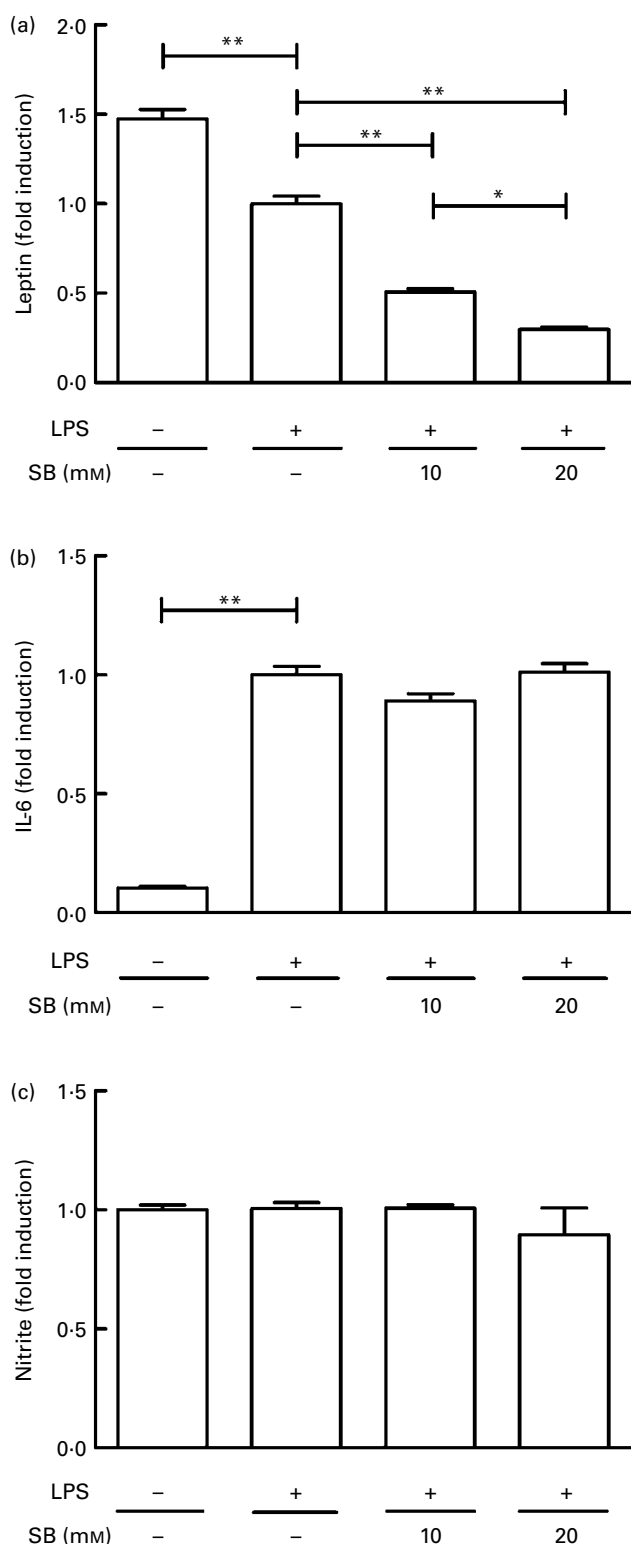 (a)
2·0
**
**
1·5
**
1·0
*
0·5
0·0
Leptin (fold induction)
LPS – + + +
SB (mM) – – 10 20
(b)
1·5
**
1·0
0·5
0·0
IL-6 (fold induction)
LPS – + + +
SB (mM) – – 10 20
(c)
1·5
1·0
0·5
0·0
Nitrite (fold induction)
LPS – + + +
SB (mM) – – 10 20